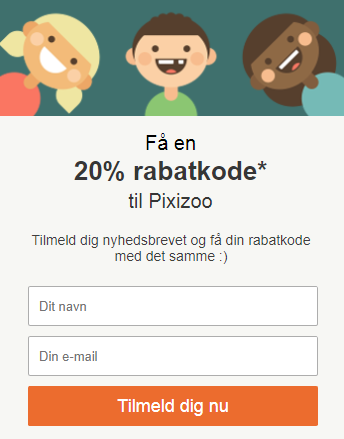 Få en
20% rabatkode*
til Pixizoo
Tilmeld dig nyhedsbrevet og få din rabatkode
med det samme :)
Dit navn
Din e-mail
Tilmeld dig nu